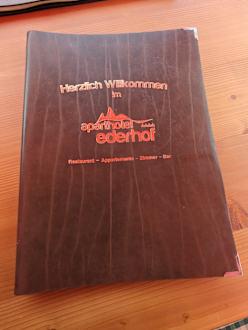 Herzlich Willkommen
im
aparthotel
ederhof
Restaurant – Appartements – Zimmer – Bar